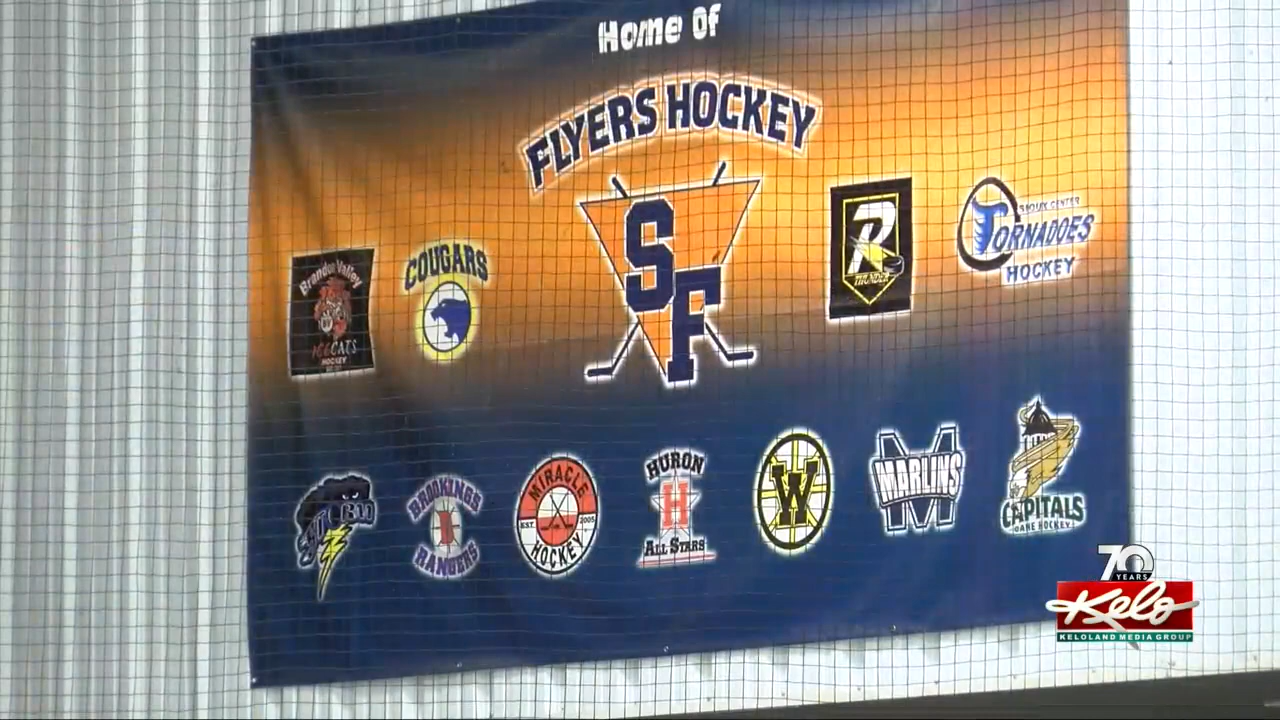 Home Of
FLYERS HOCKEY
SF
Brandon Valley
ICECATS
HOCKEY
COUGARS
R
THUNDER
SIOUX CENTER
TORNADOES
HOCKEY
BROOKINGS
RANGERS
MIRACLE
EST. 2005
HOCKEY
HURON
H
ALL STARS
W
M
MARLINS
CAPITALS
70
YEARS
Kelo
KELOLAND MEDIA GROUP